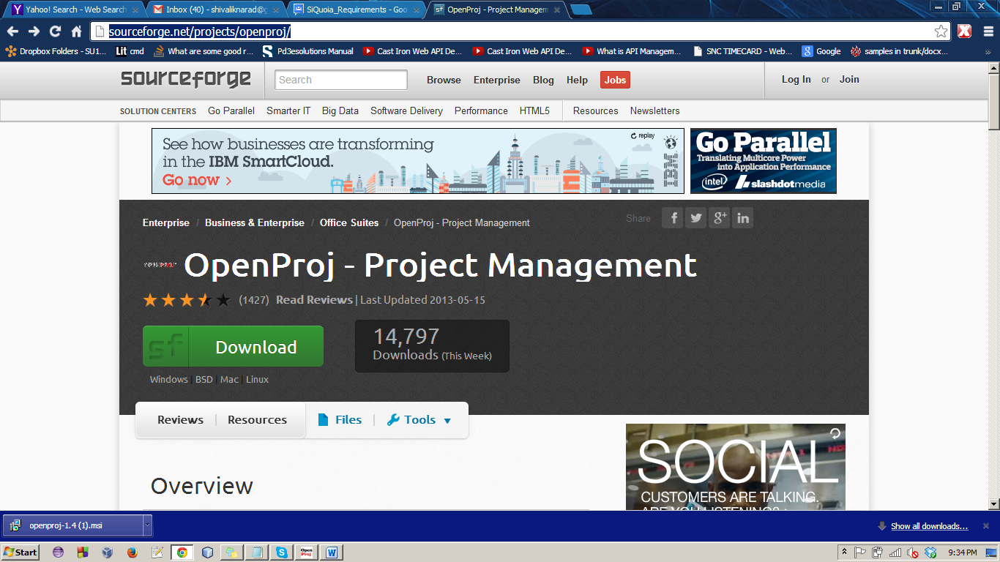 Yahoo! Search - Web Search
Inbox (40) - shivaliknarad@g
SiQuoia_Requirements - Goo
sf OpenProj - Project Managem
sourceforge.net/projects/openproj/
Dropbox Folders - SU1...
Lit cmd
What are some good r...
Pd3esolutions Manual
Cast Iron Web API De...
Cast Iron Web API De...
What is API Managem...
SNC TIMECARD - Web...
Google
samples in trunk/docx...
»
sourceforge
Search
Browse Enterprise Blog Help Jobs
Log In or Join
SOLUTION CENTERS Go Parallel Smarter IT Big Data Software Delivery Performance HTML5 Resources Newsletters
See how businesses are transforming
in the IBM SmartCloud.
Go now >
replay
IBM
Go Parallel
Translating Multicore Power
into Application Performance
intel slashdotmedia
Enterprise / Business & Enterprise / Office Suites / OpenProj - Project Management
Share
OPENPROJ OpenProj - Project Management
(1427) Read Reviews | Last Updated 2013-05-15
sf Download
14,797
Downloads (This Week)
Windows | BSD | Mac | Linux
Reviews | Resources Files | Tools
Overview
SOCIAL
CUSTOMERS ARE TALKING.
ARE YOU LISTENING?
openproj-1.4 (1).msi
Show all downloads...
Start
Open
Proj
9:34 PM